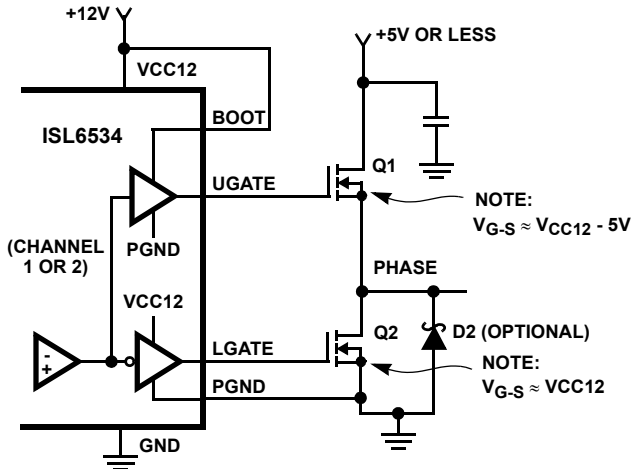 +12V
+5V OR LESS
VCC12
BOOT
ISL6534
Q1
UGATE
NOTE:
VG-S ≈ VCC12 - 5V
PGND
(CHANNEL
1 OR 2)
PHASE
VCC12
Q2
D2 (OPTIONAL)
-
+
LGATE
NOTE:
VG-S ≈ VCC12
PGND
GND